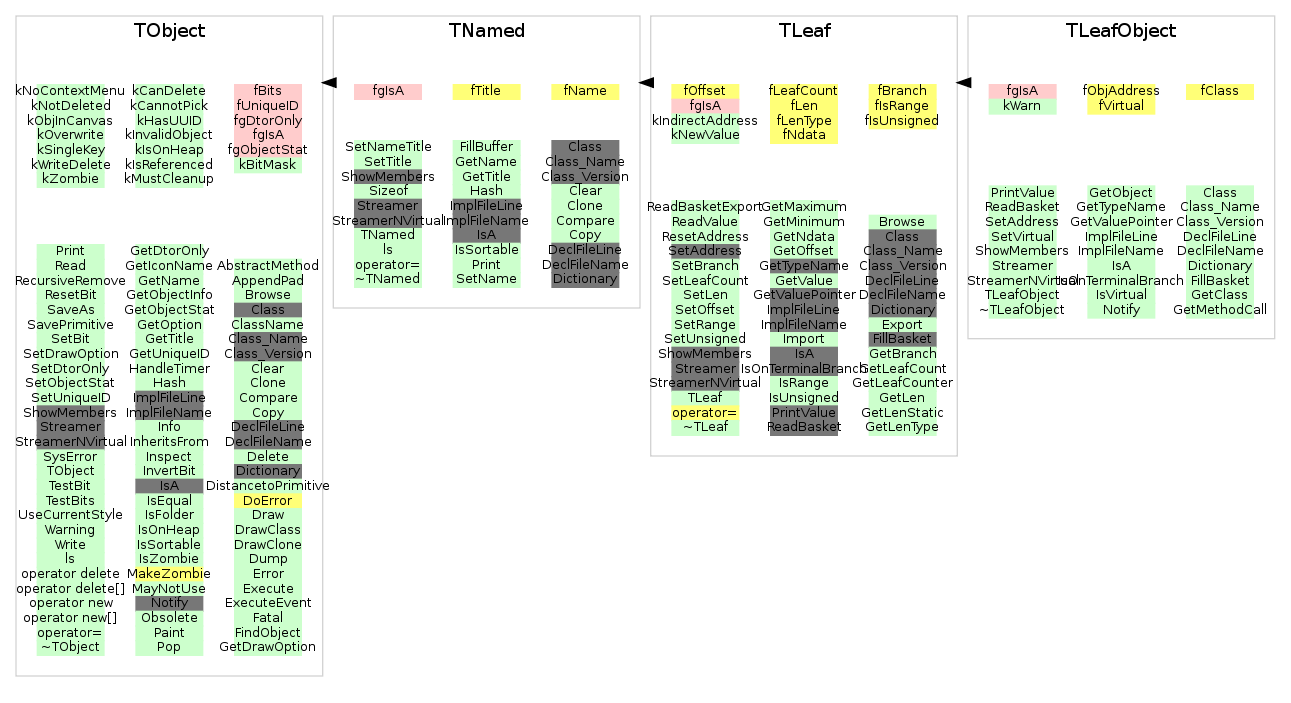 TObject
kNoContextMenu kCanDelete fBits
kNotDeleted kCannotPick fUniqueID
kObjInCanvas kHasUUID fgDtorOnly
kOverwrite kInvalidObject fgIsA
kSingleKey kIsOnHeap fgObjectStat
kWriteDelete kIsReferenced kBitMask
kZombie kMustCleanup
Print GetDtorOnly
Read GetIconName AbstractMethod
RecursiveRemove GetName AppendPad
ResetBit GetObjectInfo Browse
SaveAs GetObjectStat Class
SavePrimitive GetOption ClassName
SetBit GetTitle Class_Name
SetDrawOption GetUniqueID Class_Version
SetDtorOnly HandleTimer Clear
SetObjectStat Hash Clone
SetUniqueID ImplFileLine Compare
ShowMembers ImplFileName Copy
Streamer Info DeclFileLine
StreamerNVirtual InheritsFrom DeclFileName
SysError Inspect Delete
TObject InvertBit Dictionary
TestBit IsA DistancetoPrimitive
TestBits IsEqual DoError
UseCurrentStyle IsFolder Draw
Warning IsOnHeap DrawClass
Write IsSortable DrawClone
ls IsZombie Dump
operator delete MakeZombie Error
operator delete[] MayNotUse Execute
operator new Notify ExecuteEvent
operator new[] Obsolete Fatal
operator= Paint FindObject
~TObject Pop GetDrawOption
TNamed
fgIsA fTitle fName
SetNameTitle FillBuffer Class
SetTitle GetName Class_Name
ShowMembers GetTitle Class_Version
Sizeof Hash Clear
Streamer ImplFileLine Clone
StreamerNVirtual ImplFileName Compare
TNamed IsA Copy
ls IsSortable DeclFileLine
operator= Print DeclFileName
~TNamed SetName Dictionary
TLeaf
fOffset fLeafCount fBranch
fgIsA fLen fIsRange
kIndirectAddress fLenType fIsUnsigned
kNewValue fNdata
ReadBasketExport GetMaximum
ReadValue GetMinimum Browse
ResetAddress GetNdata Class
SetAddress GetOffset Class_Name
SetBranch GetTypeName Class_Version
SetLeafCount GetValue DeclFileLine
SetLen GetValuePointer DeclFileName
SetOffset ImplFileLine Dictionary
SetRange ImplFileName Export
SetUnsigned Import FillBasket
ShowMembers IsA GetBranch
Streamer IsOnTerminalBranch GetLeafCount
StreamerNVirtual IsRange GetLeafCounter
TLeaf IsUnsigned GetLen
operator= PrintValue GetLenStatic
~TLeaf ReadBasket GetLenType
TLeafObject
fgIsA fObjAddress fClass
kWarn fVirtual
PrintValue GetObject Class
ReadBasket GetTypeName Class_Name
SetAddress GetValuePointer Class_Version
SetVirtual ImplFileLine DeclFileLine
ShowMembers ImplFileName DeclFileName
Streamer IsA Dictionary
StreamerNVirtual IsOnTerminalBranch FillBasket
TLeafObject IsVirtual GetClass
~TLeafObject Notify GetMethodCall